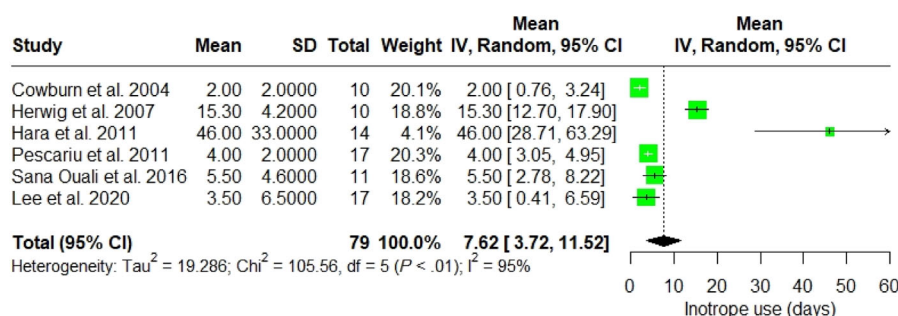 Mean Mean
Study Mean SD Total Weight IV, Random, 95% CI IV, Random, 95% CI
Cowburn et al. 2004 2.00 2.0000 10 20.1% 2.00 [ 0.76, 3.24]
Herwig et al. 2007 15.30 4.2000 10 18.8% 15.30 [12.70, 17.90]
Hara et al. 2011 46.00 33.0000 14 4.1% 46.00 [28.71, 63.29]
Pescariu et al. 2011 4.00 2.0000 17 20.3% 4.00 [ 3.05, 4.95]
Sana Ouali et al. 2016 5.50 4.6000 11 18.6% 5.50 [ 2.78, 8.22]
Lee et al. 2020 3.50 6.5000 17 18.2% 3.50 [ 0.41, 6.59]
Total (95% CI) 79 100.0% 7.62 [ 3.72, 11.52]
Heterogeneity: Tau² = 19.286; Chi² = 105.56, df = 5 (P < .01); I² = 95%
0 10 20 30 40 50 60
Inotrope use (days)